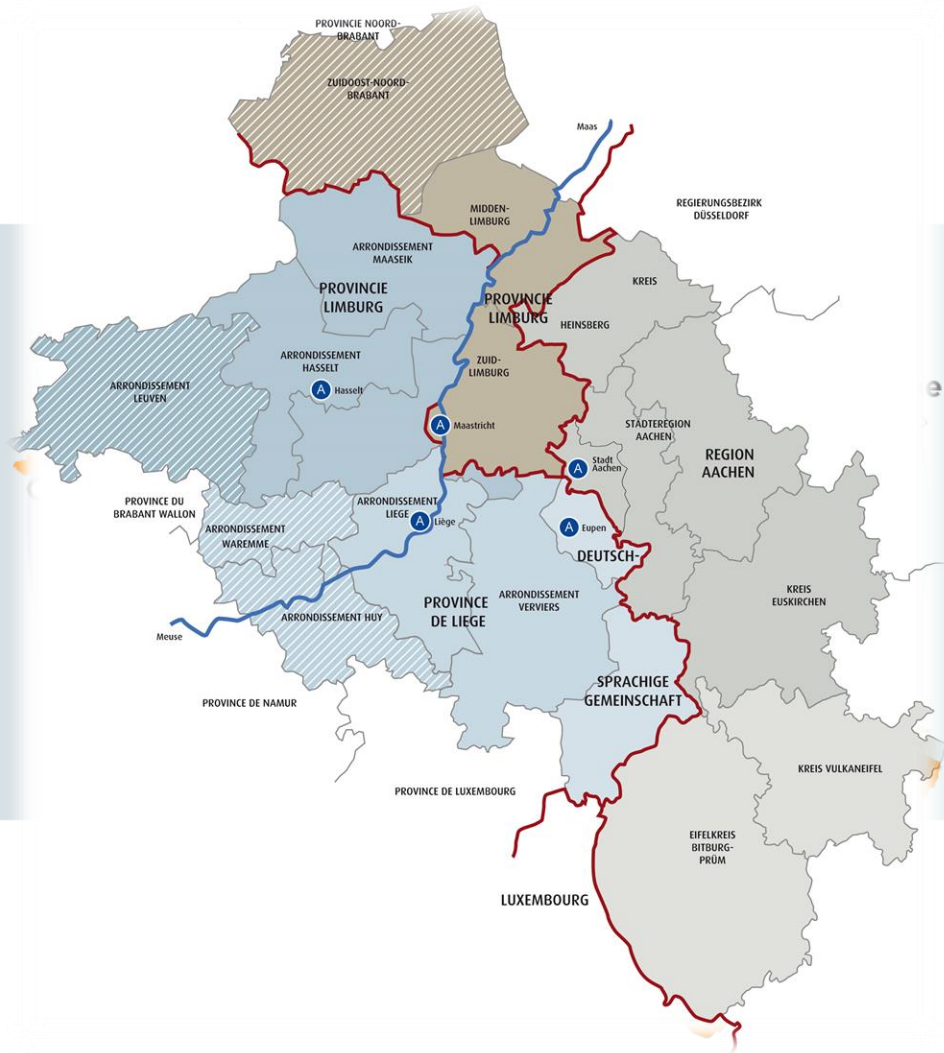 PROVINCIE NOORD-
BRABANT
ZUIDOOST-NOORD-
BRABANT
Maas
REGIERUNGSBEZIRK
DÜSSELDORF
MIDDEN-
LIMBURG
ARRONDISSEMENT
MAASEIK
PROVINCIE
LIMBURG
PROVINCIE
LIMBURG
KREIS
HEINSBERG
ARRONDISSEMENT
HASSELT
A Hasselt
ZUID-
LIMBURG
ARRONDISSEMENT
LEUVEN
A Maastricht
STÄDTEREGION
AACHEN
REGION
AACHEN
A Stadt
Aachen
PROVINCE DU
BRABANT WALLON
ARRONDISSEMENT
WAREMME
ARRONDISSEMENT
LIEGE
A Liège
A Eupen
DEUTSCH-
KREIS
EUSKIRCHEN
ARRONDISSEMENT
VERVIERS
PROVINCE
DE LIEGE
ARRONDISSEMENT HUY
Meuse
SPRACHIGE
GEMEINSCHAFT
PROVINCE DE NAMUR
KREIS VULKANEIFEL
PROVINCE DE LUXEMBOURG
EIFELKREIS
BITBURG-
PRÜM
LUXEMBOURG
e